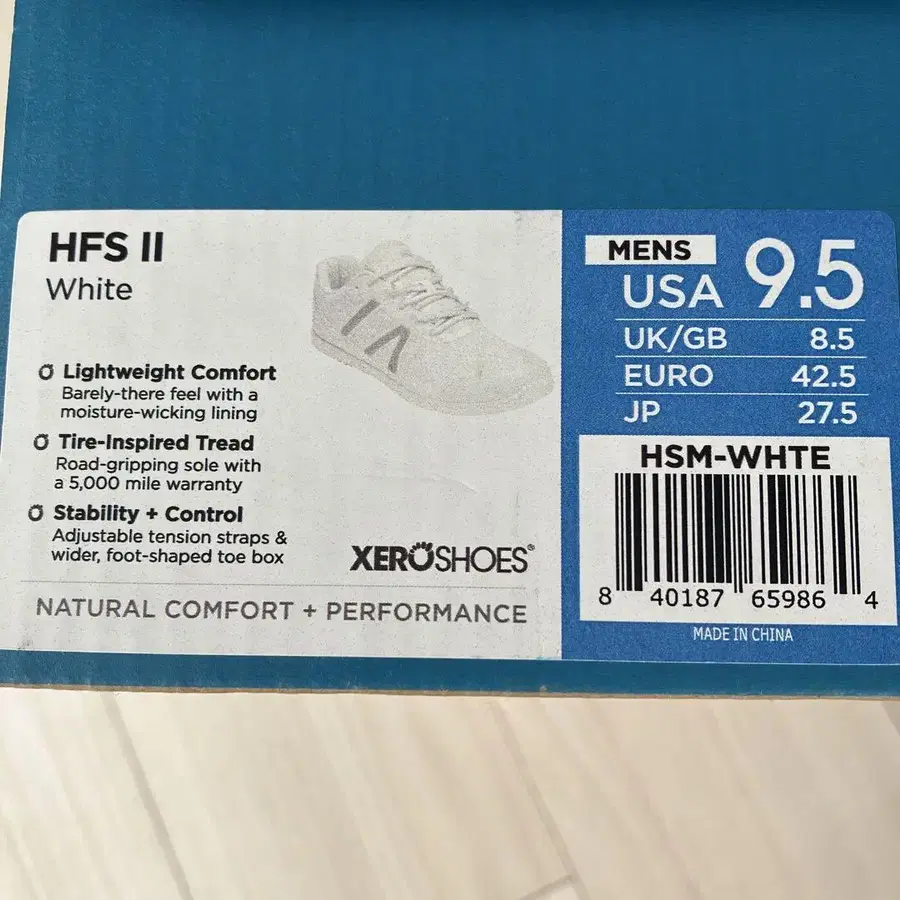 HFS II
White
Lightweight Comfort
Barely-there feel with a
moisture-wicking lining
Tire-Inspired Tread
Road-gripping sole with
a 5,000 mile warranty
Stability + Control
Adjustable tension straps &
wider, foot-shaped toe box
XEROSHOES®
NATURAL COMFORT + PERFORMANCE
MENS
USA 9.5
UK/GB 8.5
EURO 42.5
JP 27.5
HSM-WHTE
8 40187 65986 4
MADE IN CHINA